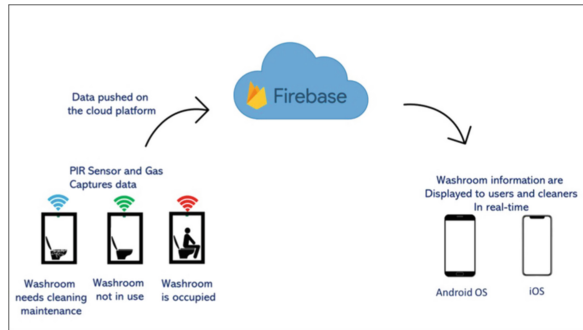 Data pushed on
the cloud platform
Firebase
PIR Sensor and Gas
Captures data
Washroom
needs cleaning
maintenance
Washroom
not in use
Washroom
is occupied
Washroom information are
Displayed to users and cleaners
In real-time
Android OS
iOS